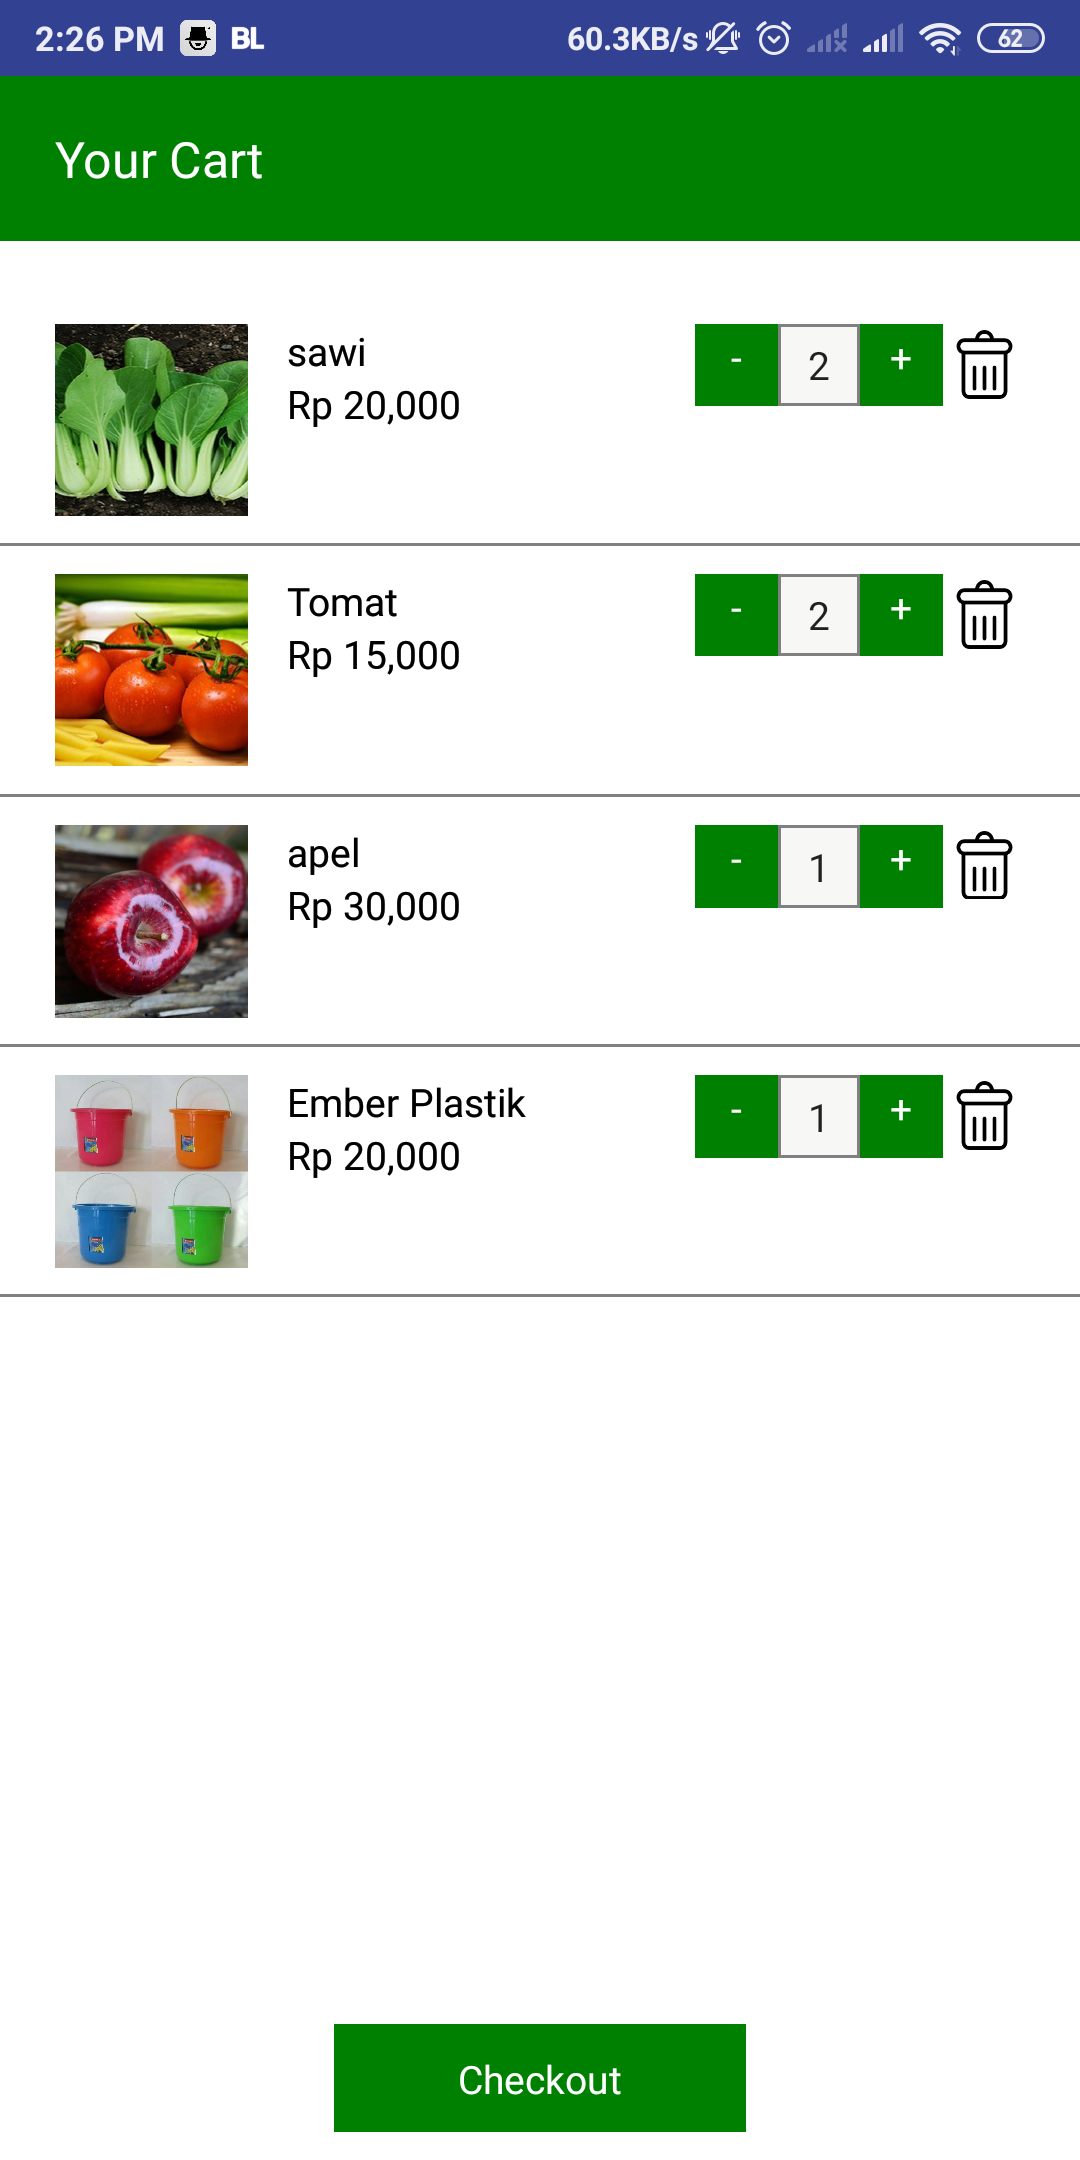 2:26 PM BL 60.3KB/s 62
Your Cart
sawi
Rp 20,000
- 2 +
Tomat
Rp 15,000
- 2 +
apel
Rp 30,000
- 1 +
Ember Plastik
Rp 20,000
- 1 +
Checkout